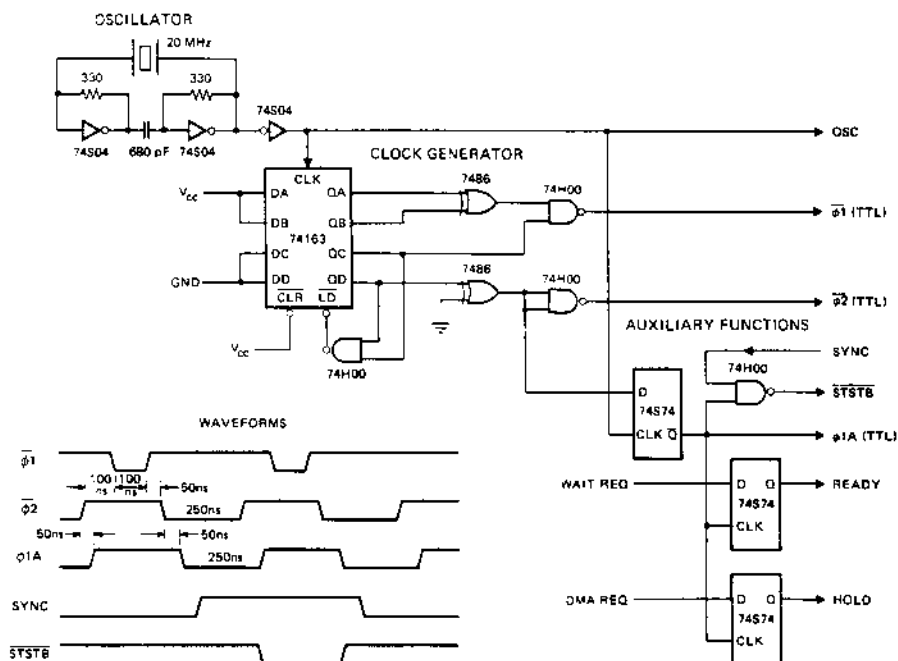 OSCILLATOR
20 MHz
330
330
74S04
74S04
680 pF
74S04
OSC
CLOCK GENERATOR
CLK
VCC
DA
QA
DB
QB
74163
DC
QC
GND
DD
QD
CLR
LD
VCC
74H00
7486
74H00
φ1 (TTL)
7486
74H00
φ2 (TTL)
AUXILIARY FUNCTIONS
SYNC
74H00
STSTB
D
74S74
CLK Q
φ1A (TTL)
WAIT REQ
D Q
READY
74S74
CLK
DMA REQ
D Q
HOLD
74S74
CLK
WAVEFORMS
φ1
100 ns
100 ns
50ns
φ2
250ns
50ns
50ns
φ1A
250ns
SYNC
STSTB